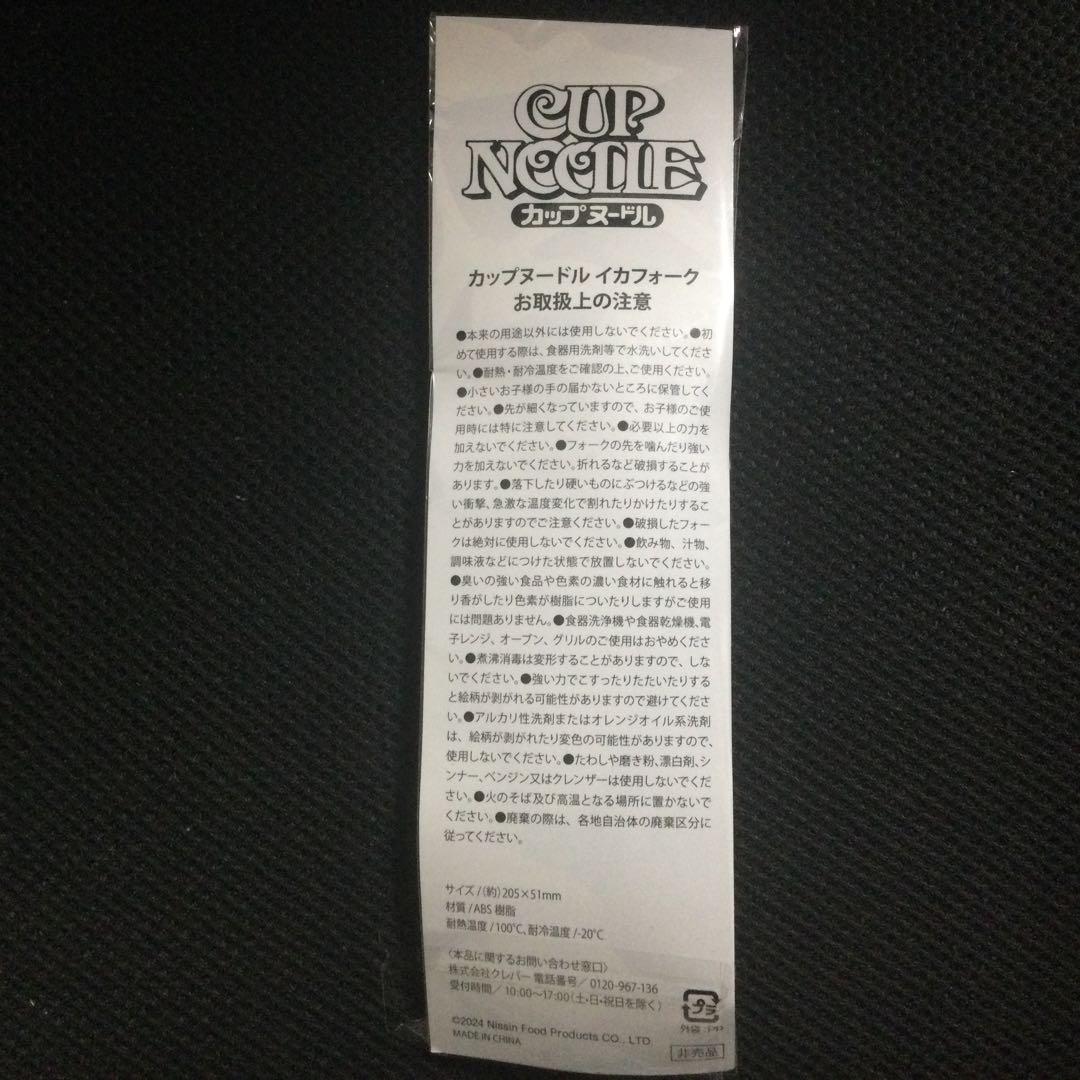 CUP
NOODLE
カップヌードル
カップヌードル イカフォーク
お取扱上の注意
●本来の用途以外には使用しないでください。●初
めて使用する際は、食器用洗剤等で水洗いしてくださ
い。●耐熱・耐冷温度をご確認の上、ご使用ください。
●小さいお子様の手の届かないところに保管してく
ださい。●先が細くなっていますので、お子様のご使
用時には特に注意してください。●必要以上の力を
加えないでください。●フォークの先を噛んだり強い
力を加えないでください。折れるなど破損することが
あります。●落下したり硬いものにぶつけるなどの強
い衝撃、急激な温度変化で割れたりかけたりするこ
とがありますのでご注意ください。●破損したフォー
クは絶対に使用しないでください。●飲み物、汁物、
調味液などにつけた状態で放置しないでください。
●臭いの強い食品や色素の濃い食材に触れると移
り香がしたり色素が樹脂についたりしますがご使用
には問題ありません。●食器洗浄機や食器乾燥機、電
子レンジ、オーブン、グリルのご使用はおやめくださ
い。●煮沸消毒は変形することがありますので、しな
いでください。●強い力でこすったりたたいたりする
と絵柄が剥がれる可能性がありますので避けてくださ
い。●アルカリ性洗剤またはオレンジオイル系洗剤
は、絵柄が剥がれたり変色の可能性がありますので、
使用しないでください。●たわしや磨き粉、漂白剤、シ
ンナー、ベンジン又はクレンザーは使用しないでくだ
さい。●火のそば及び高温となる場所に置かないで
ください。●廃棄の際は、各地自治体の廃棄区分に
従ってください。
サイズ/(約)205×51mm
材質/ABS樹脂
耐熱温度/100℃、耐冷温度/-20℃
〈本品に関するお問い合わせ窓口〉
株式会社クレバー 電話番号/0120-967-136
受付時間/10:00〜17:00(土・日・祝日を除く)
プラ
外袋:PP
©2024 Nissin Food Products CO., LTD.
MADE IN CHINA
非売品